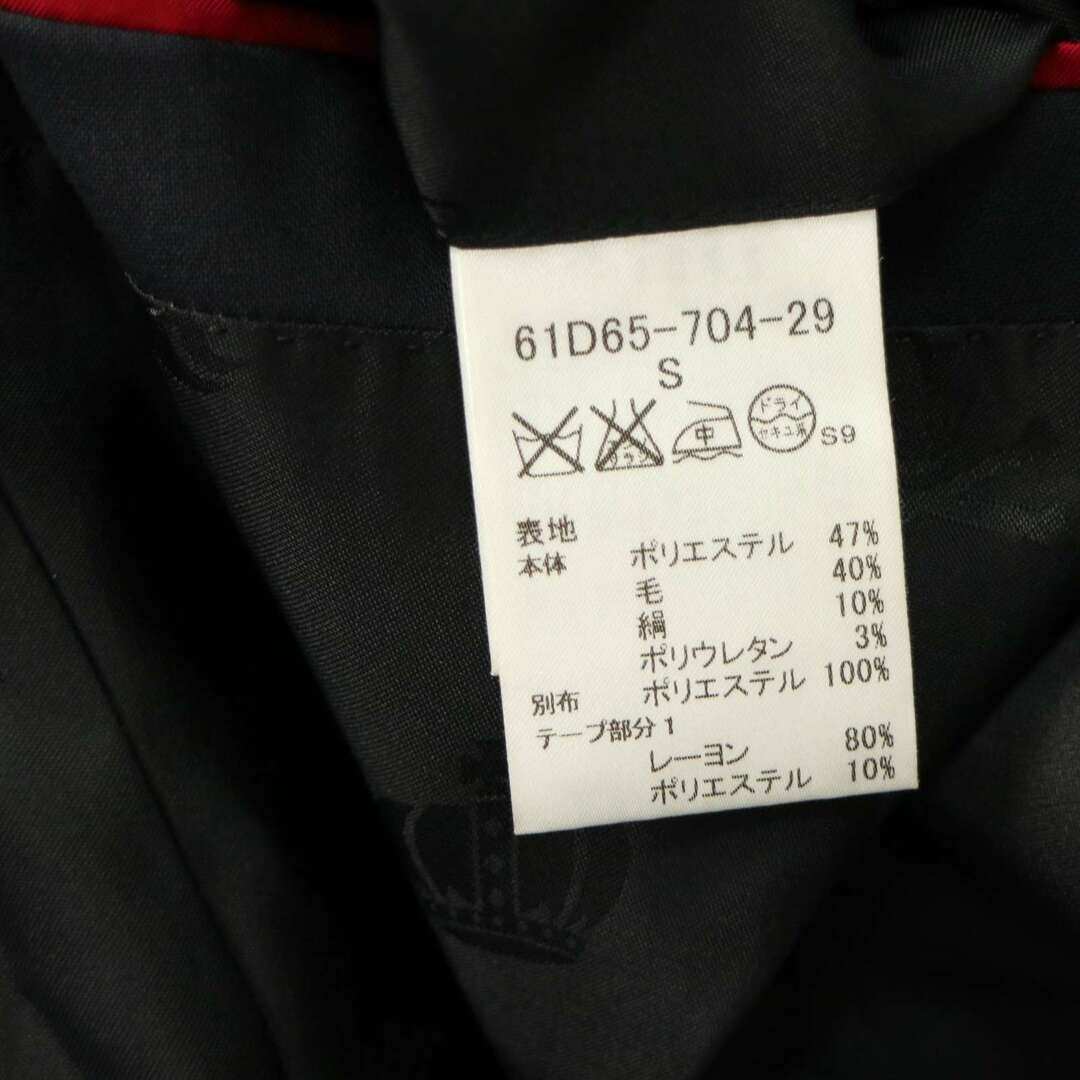 61D65-704-29
S
中 ドライ セキユ系 S9
表地
本体 ポリエステル 47%
毛 40%
絹 10%
ポリウレタン 3%
別布 ポリエステル 100%
テープ部分1
レーヨン 80%
ポリエステル 10%